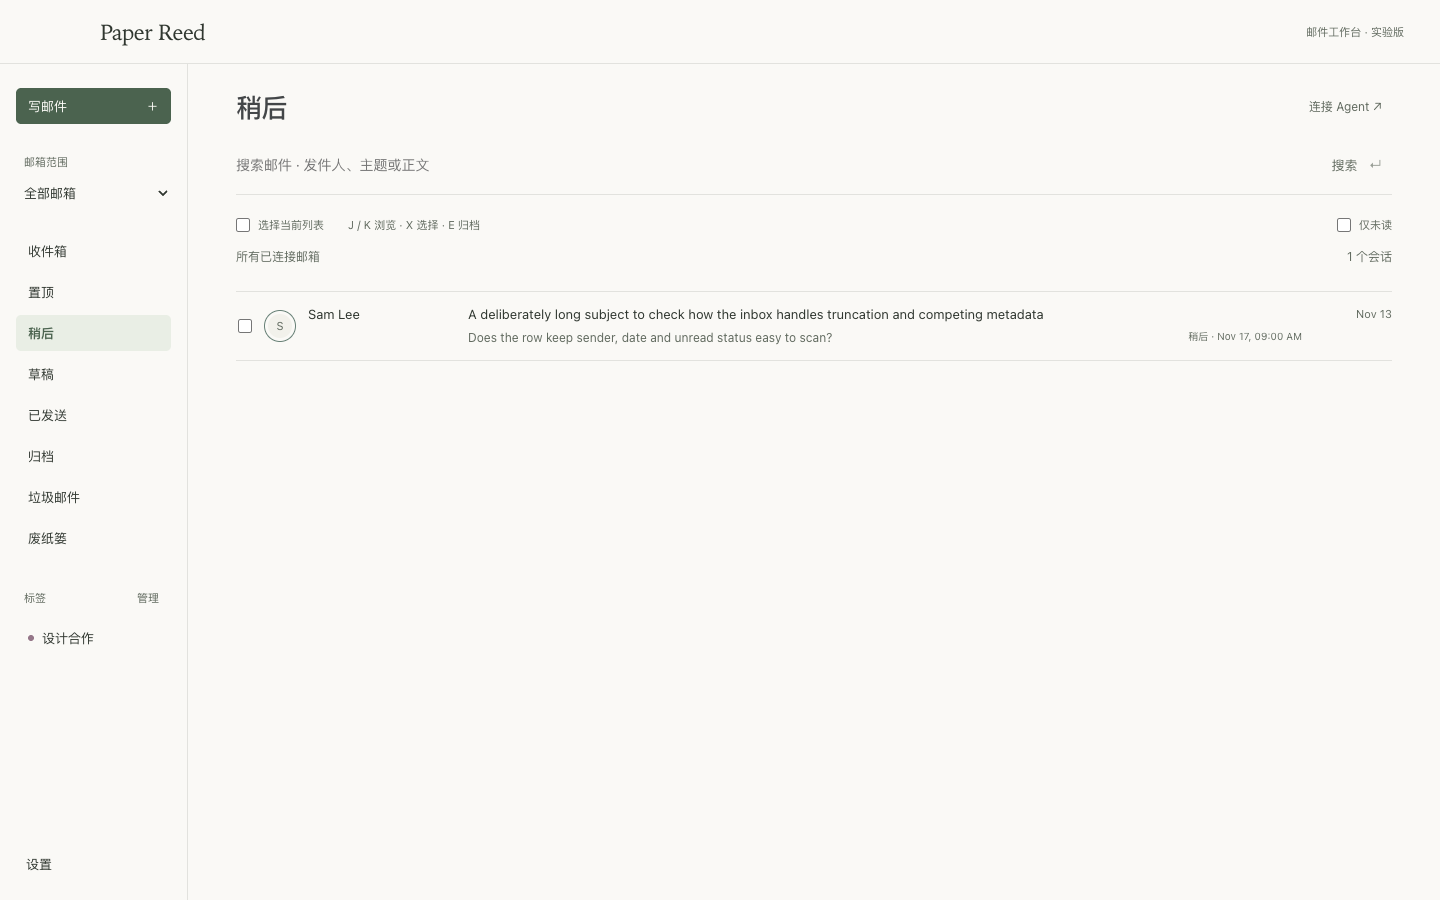 Paper Reed
邮件工作台 · 实验版
写邮件 +
邮箱范围
全部邮箱
收件箱
置顶
稍后
草稿
已发送
归档
垃圾邮件
废纸篓
标签 管理
设计合作
设置
稍后
连接 Agent ↗
搜索邮件 · 发件人、主题或正文
搜索 ↵
选择当前列表 J / K 浏览 · X 选择 · E 归档
仅未读
所有已连接邮箱
1 个会话
S
Sam Lee
A deliberately long subject to check how the inbox handles truncation and competing metadata
Nov 13
Does the row keep sender, date and unread status easy to scan?
稍后 · Nov 17, 09:00 AM